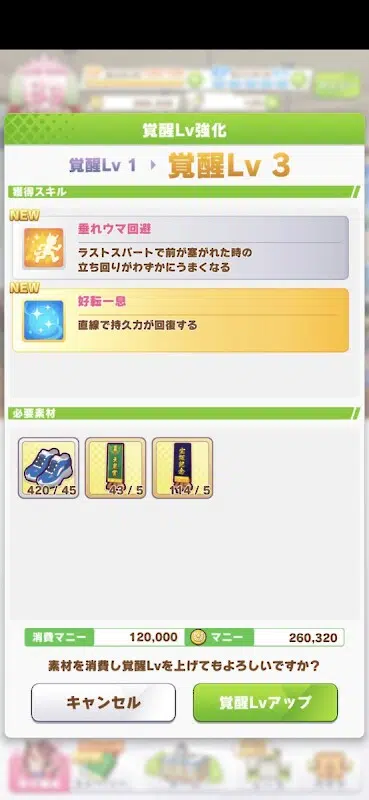 覚醒Lv強化
覚醒Lv 1 覚醒Lv 3
獲得スキル
NEW
垂れウマ回避
ラストスパートで前が塞がれた時の
立ち回りがわずかにうまくなる
NEW
好転一息
直線で持久力が回復する
必要素材
420 / 45 43 / 5 114 / 5
消費マニー 120,000 マニー 260,320
素材を消費し覚醒Lvを上げてもよろしいですか?
キャンセル 覚醒Lvアップ